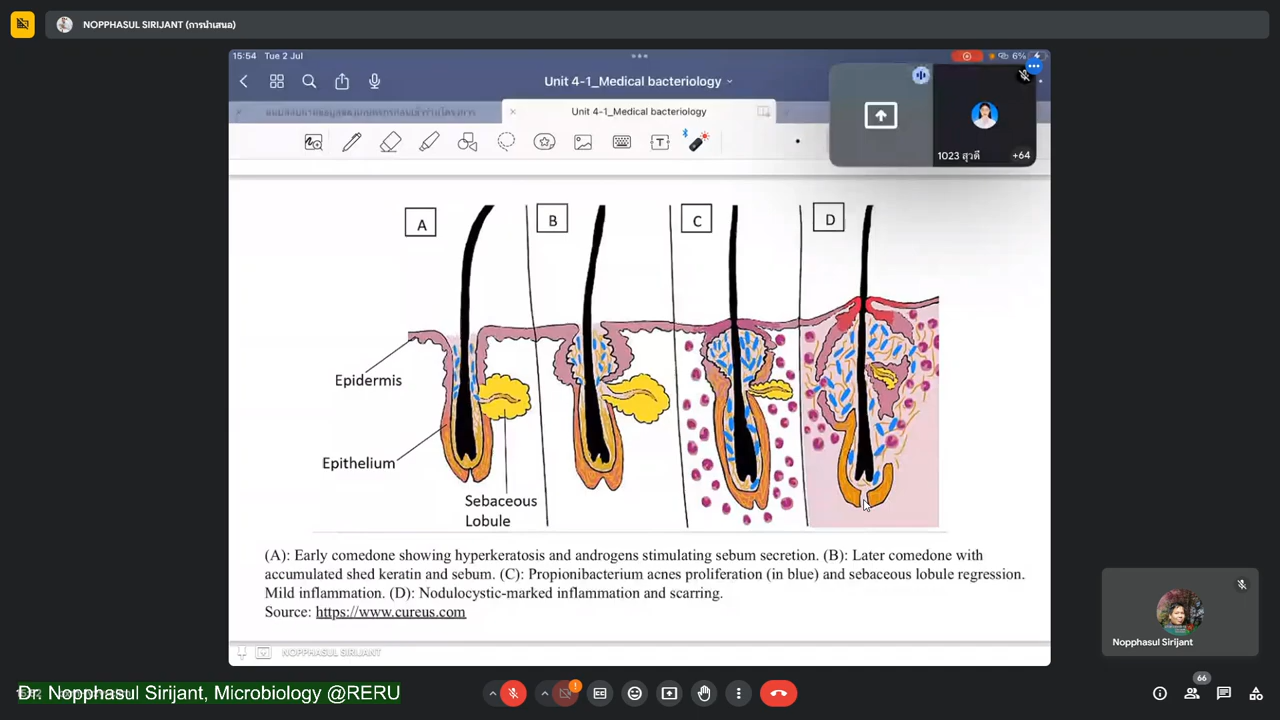 NOPPHASUL SIRIJANT (การนำเสนอ)
15:54 Tue 2 Jul
6%
Unit 4-1_Medical bacteriology
Unit 4-1_Medical bacteriology
1023 สุวดี
+64
A
B
C
D
Epidermis
Epithelium
Sebaceous
Lobule
(A): Early comedone showing hyperkeratosis and androgens stimulating sebum secretion. (B): Later comedone with
accumulated shed keratin and sebum. (C): Propionibacterium acnes proliferation (in blue) and sebaceous lobule regression.
Mild inflammation. (D): Nodulocystic-marked inflammation and scarring.
Source: https://www.cureus.com
Nopphasul Sirijant
NOPPHASUL SIRIJANT
66
Dr. Nopphasul Sirijant, Microbiology @RERU